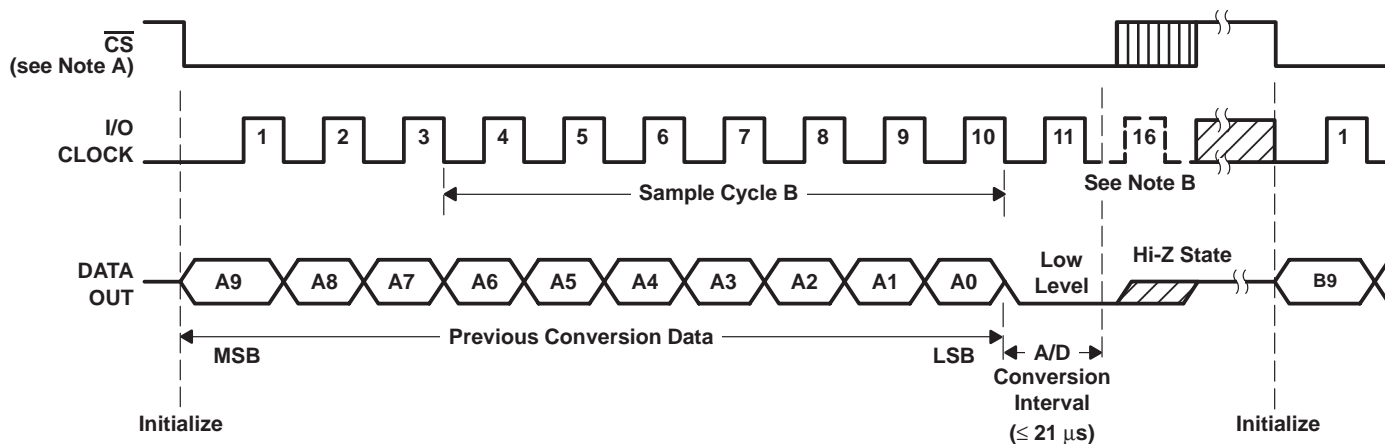 CS
(see Note A)
I/O
CLOCK
1 2 3 4 5 6 7 8 9 10 11 16 1
See Note B
Sample Cycle B
DATA
OUT
A9 A8 A7 A6 A5 A4 A3 A2 A1 A0
Low
Level
Hi-Z State
B9
Previous Conversion Data
MSB
LSB
A/D
Conversion
Interval
(≤ 21 μs)
Initialize
Initialize